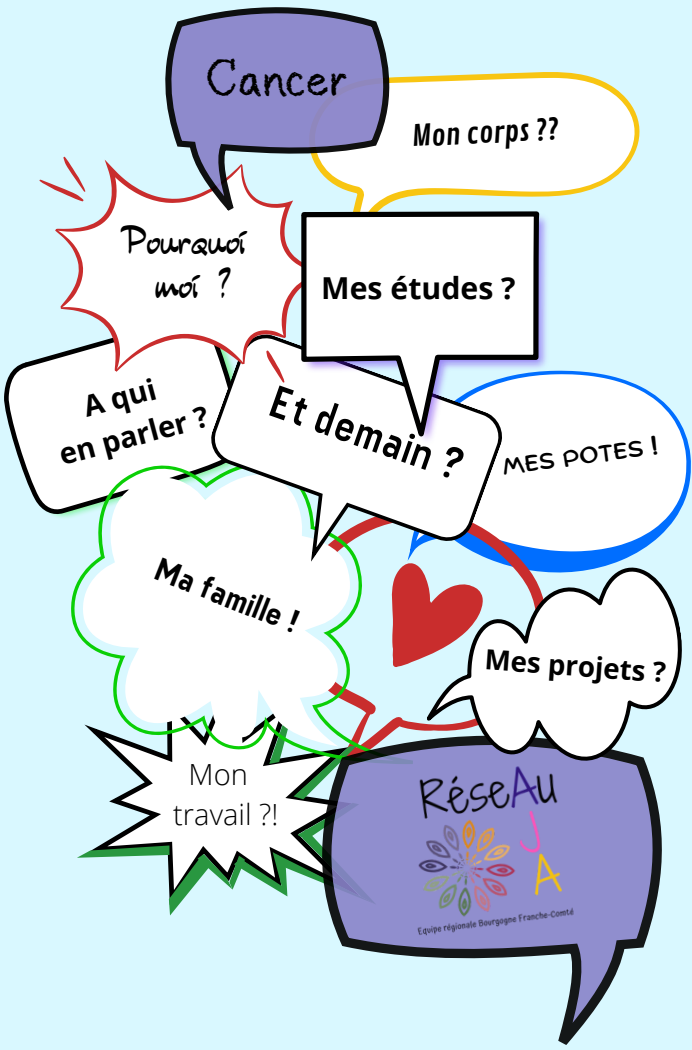 Cancer
Mon corps ??
Pourquoi
moi ?
Mes études ?
A qui
en parler ?
Et demain ?
MES POTES !
Ma famille !
Mes projets ?
Mon
travail ?!
RéseAu
J
A
Equipe régionale Bourgogne Franche-Comté